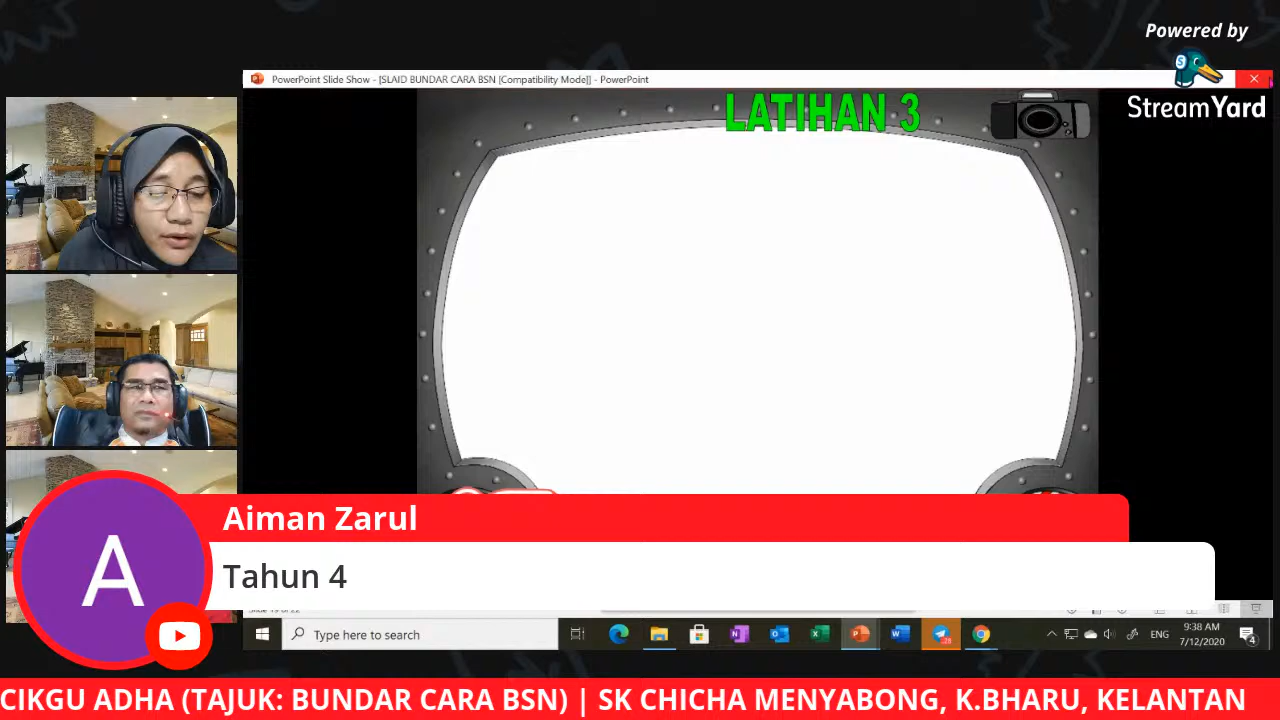 Powered by
StreamYard
PowerPoint Slide Show - [SLAID BUNDAR CARA BSN [Compatibility Mode]] - PowerPoint
LATIHAN 3
Aiman Zarul
A
Tahun 4
Type here to search
ENG
9:38 AM
7/12/2020
CIKGU ADHA (TAJUK: BUNDAR CARA BSN) | SK CHICHA MENYABONG, K.BHARU, KELANTAN